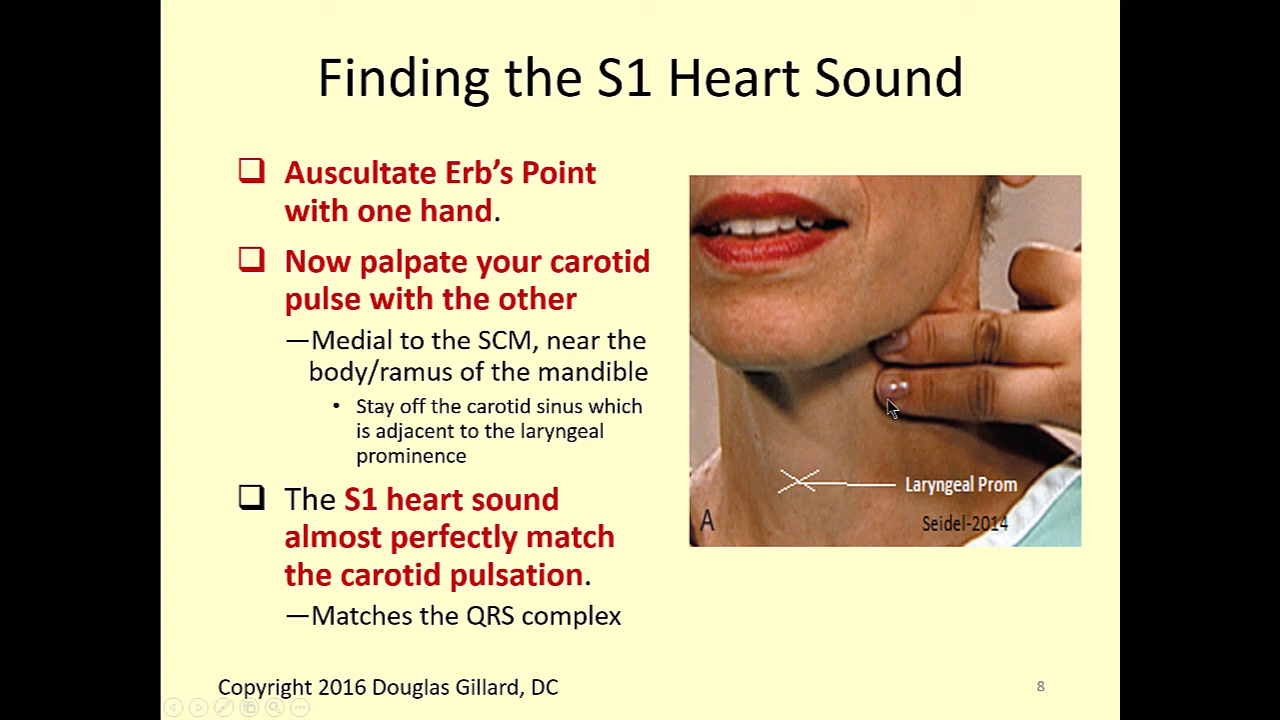 Finding the S1 Heart Sound
Auscultate Erb's Point
with one hand.
Now palpate your carotid
pulse with the other
—Medial to the SCM, near the
body/ramus of the mandible
• Stay off the carotid sinus which
is adjacent to the laryngeal
prominence
The S1 heart sound
almost perfectly match
the carotid pulsation.
—Matches the QRS complex
Laryngeal Prom
A
Seidel-2014
Copyright 2016 Douglas Gillard, DC
8